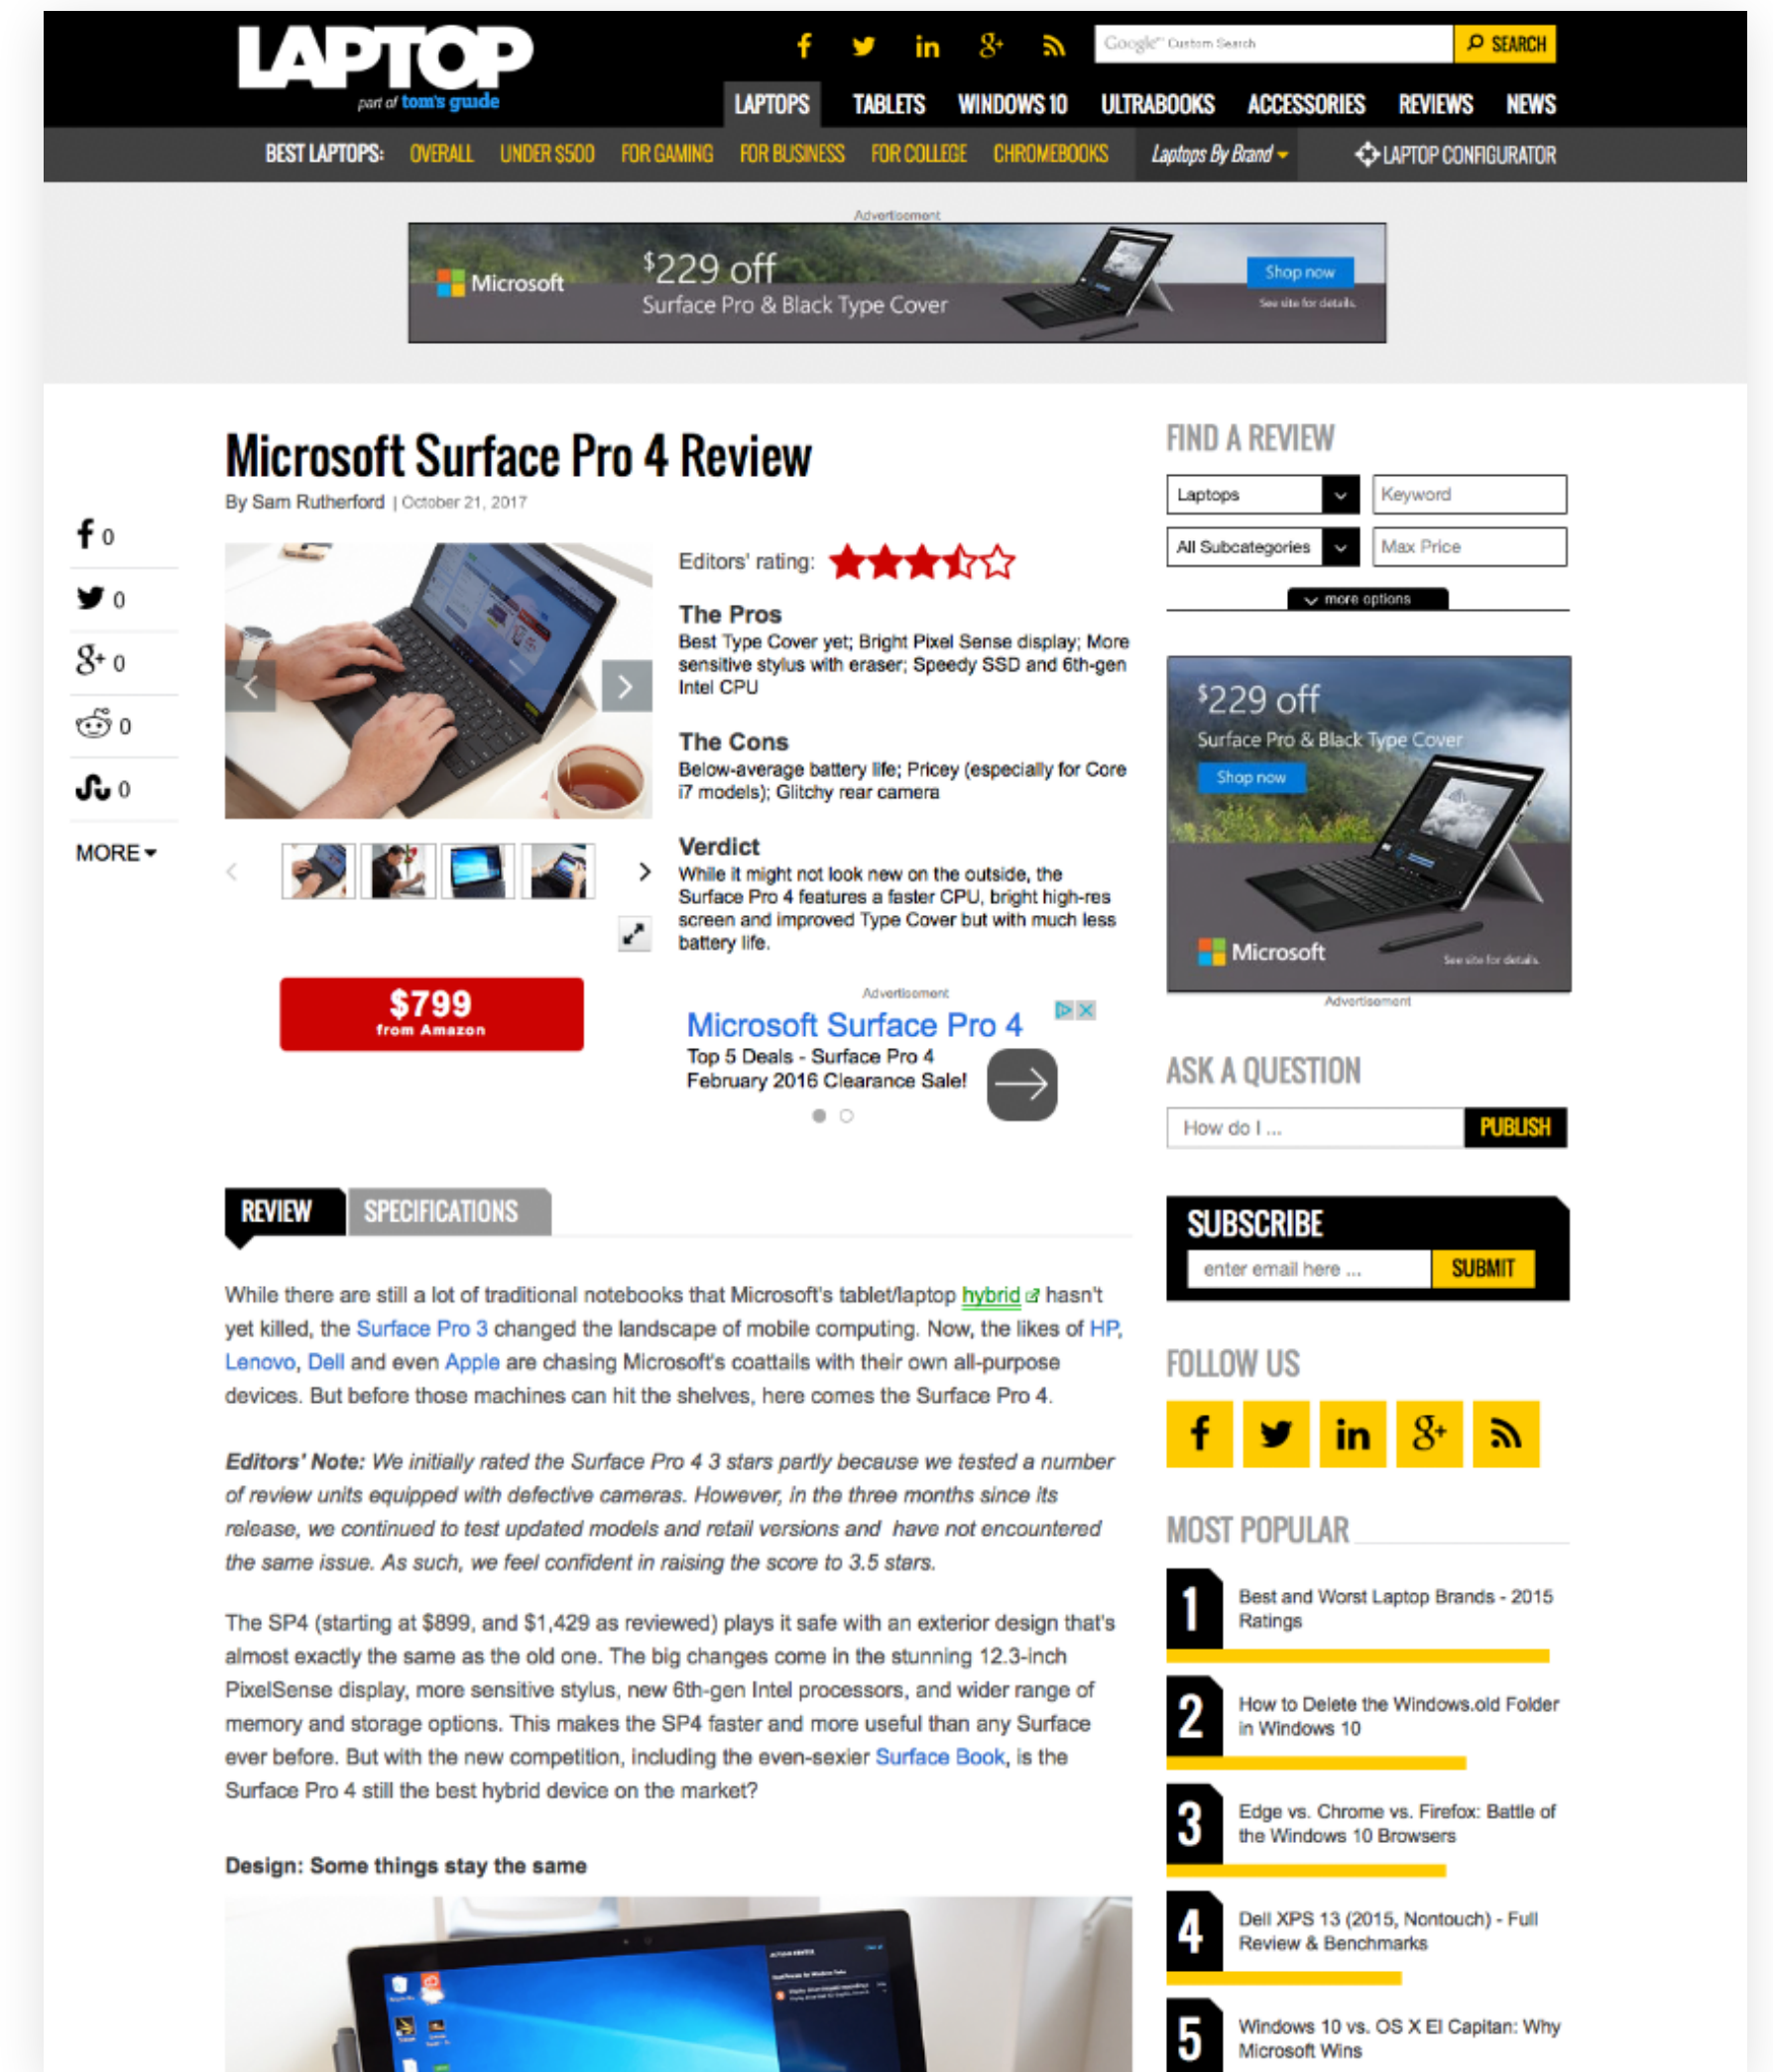 LAPTOP
part of tom's guide
Google™ Custom Search
SEARCH
LAPTOPS TABLETS WINDOWS 10 ULTRABOOKS ACCESSORIES REVIEWS NEWS
BEST LAPTOPS: OVERALL UNDER $500 FOR GAMING FOR BUSINESS FOR COLLEGE CHROMEBOOKS Laptops By Brand LAPTOP CONFIGURATOR
Advertisement
Microsoft
$229 off
Surface Pro & Black Type Cover
Shop now
See site for details.
Microsoft Surface Pro 4 Review
By Sam Rutherford | October 21, 2017
f 0
0
g+ 0
0
0
MORE
Editors' rating:
The Pros
Best Type Cover yet; Bright Pixel Sense display; More
sensitive stylus with eraser; Speedy SSD and 6th-gen
Intel CPU
The Cons
Below-average battery life; Pricey (especially for Core
i7 models); Glitchy rear camera
Verdict
While it might not look new on the outside, the
Surface Pro 4 features a faster CPU, bright high-res
screen and improved Type Cover but with much less
battery life.
$799
from Amazon
Advertisement
Microsoft Surface Pro 4
Top 5 Deals - Surface Pro 4
February 2016 Clearance Sale!
REVIEW SPECIFICATIONS
While there are still a lot of traditional notebooks that Microsoft's tablet/laptop hybrid hasn't
yet killed, the Surface Pro 3 changed the landscape of mobile computing. Now, the likes of HP,
Lenovo, Dell and even Apple are chasing Microsoft's coattails with their own all-purpose
devices. But before those machines can hit the shelves, here comes the Surface Pro 4.
Editors' Note: We initially rated the Surface Pro 4 3 stars partly because we tested a number
of review units equipped with defective cameras. However, in the three months since its
release, we continued to test updated models and retail versions and have not encountered
the same issue. As such, we feel confident in raising the score to 3.5 stars.
The SP4 (starting at $899, and $1,429 as reviewed) plays it safe with an exterior design that's
almost exactly the same as the old one. The big changes come in the stunning 12.3-inch
PixelSense display, more sensitive stylus, new 6th-gen Intel processors, and wider range of
memory and storage options. This makes the SP4 faster and more useful than any Surface
ever before. But with the new competition, including the even-sexier Surface Book, is the
Surface Pro 4 still the best hybrid device on the market?
Design: Some things stay the same
FIND A REVIEW
Laptops Keyword
All Subcategories Max Price
more options
$229 off
Surface Pro & Black Type Cover
Shop now
Microsoft
See site for details.
Advertisement
ASK A QUESTION
How do I ... PUBLISH
SUBSCRIBE
enter email here ... SUBMIT
FOLLOW US
f in g+
MOST POPULAR
1 Best and Worst Laptop Brands - 2015
Ratings
2 How to Delete the Windows.old Folder
in Windows 10
3 Edge vs. Chrome vs. Firefox: Battle of
the Windows 10 Browsers
4 Dell XPS 13 (2015, Nontouch) - Full
Review & Benchmarks
5 Windows 10 vs. OS X El Capitan: Why
Microsoft Wins